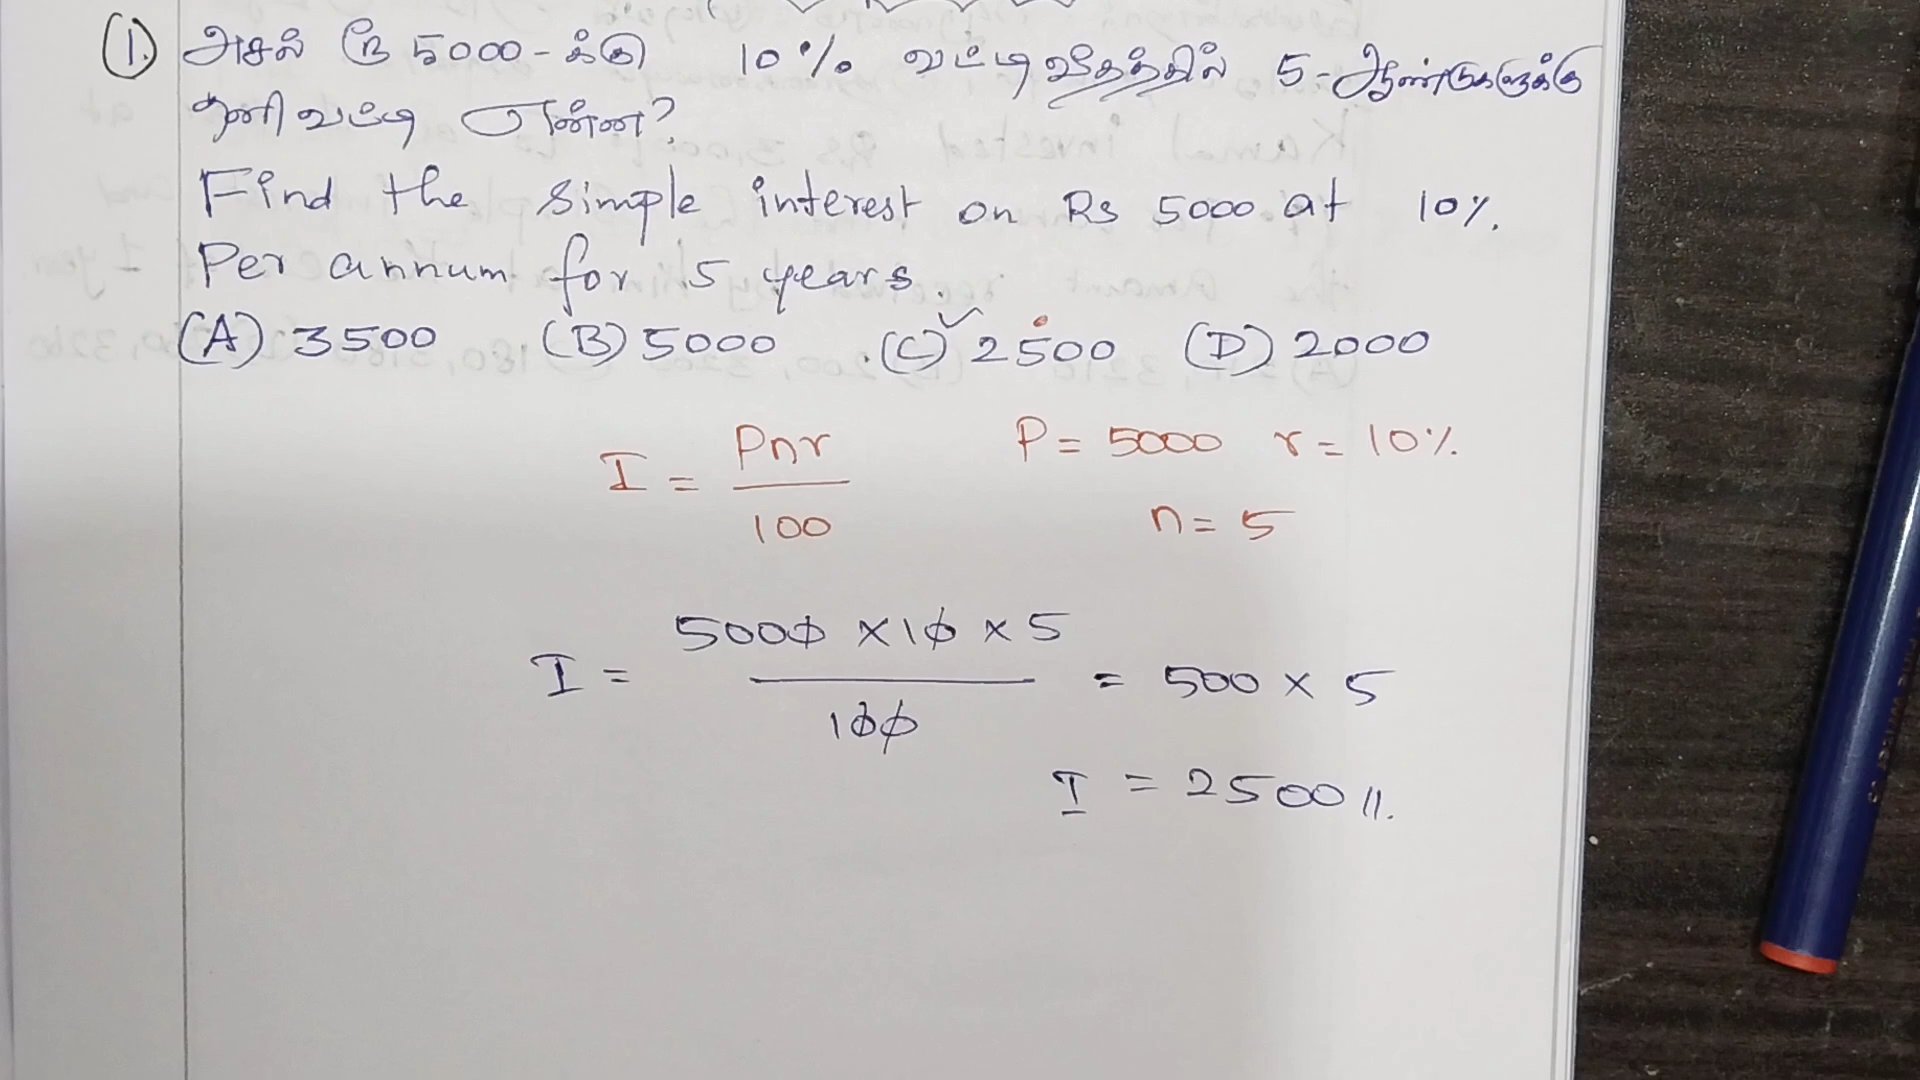 1. அசல் ரூ 5000-க்கு 10% வட்டி வீதத்தில் 5-ஆண்டுகளுக்கு
தனிவட்டி என்ன?
Find the simple interest on Rs 5000 at 10%.
Per annum for 5 years.
(A) 3500 (B) 5000 (C) 2500 (D) 2000
I = Pnr / 100 P = 5000 r = 10%
n = 5
I = 5000 × 10 × 5 / 100 = 500 × 5
I = 2500 //.